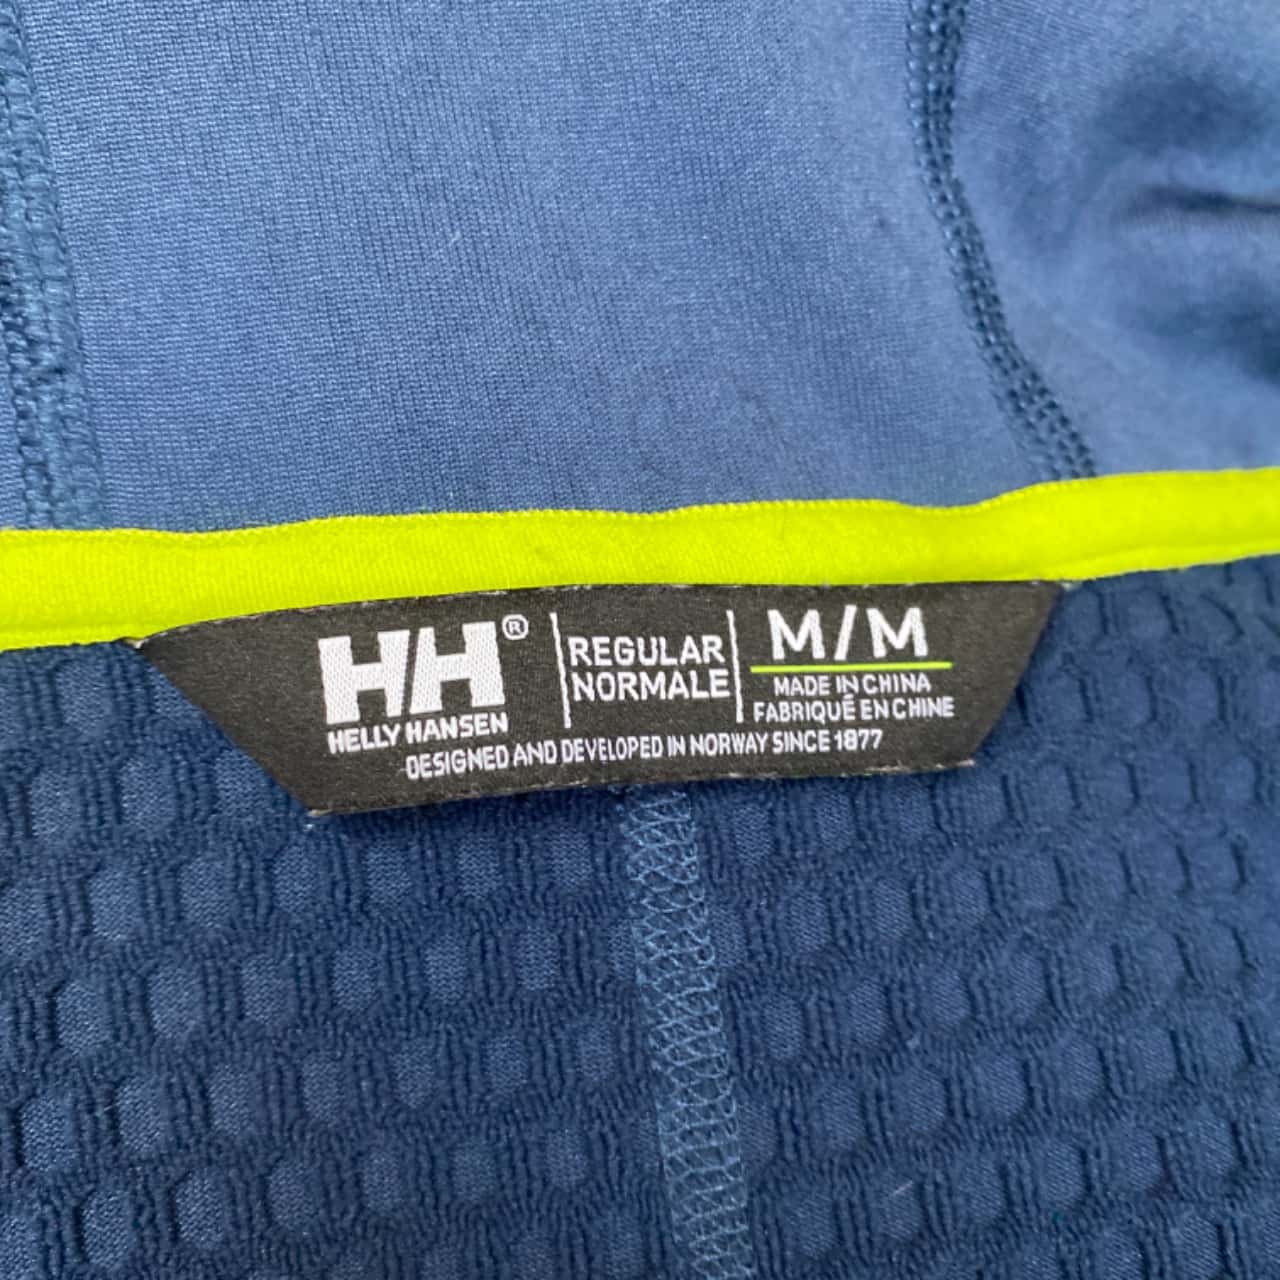 HH®
HELLY HANSEN
REGULAR
NORMALE
M/M
MADE IN CHINA
FABRIQUÉ EN CHINE
DESIGNED AND DEVELOPED IN NORWAY SINCE 1877